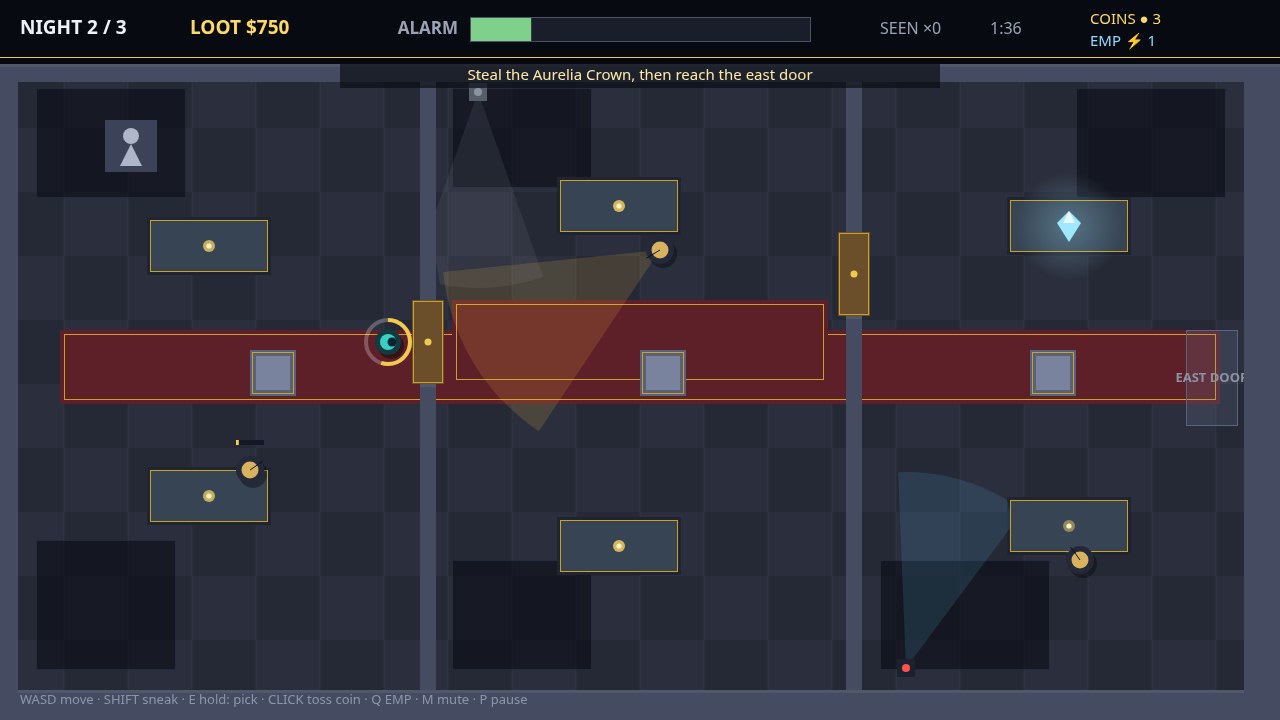 NIGHT 2 / 3
LOOT $750
ALARM
SEEN ×0
1:36
COINS ● 3
EMP ⚡ 1
Steal the Aurelia Crown, then reach the east door
EAST DOOR
WASD move · SHIFT sneak · E hold: pick · CLICK toss coin · Q EMP · M mute · P pause